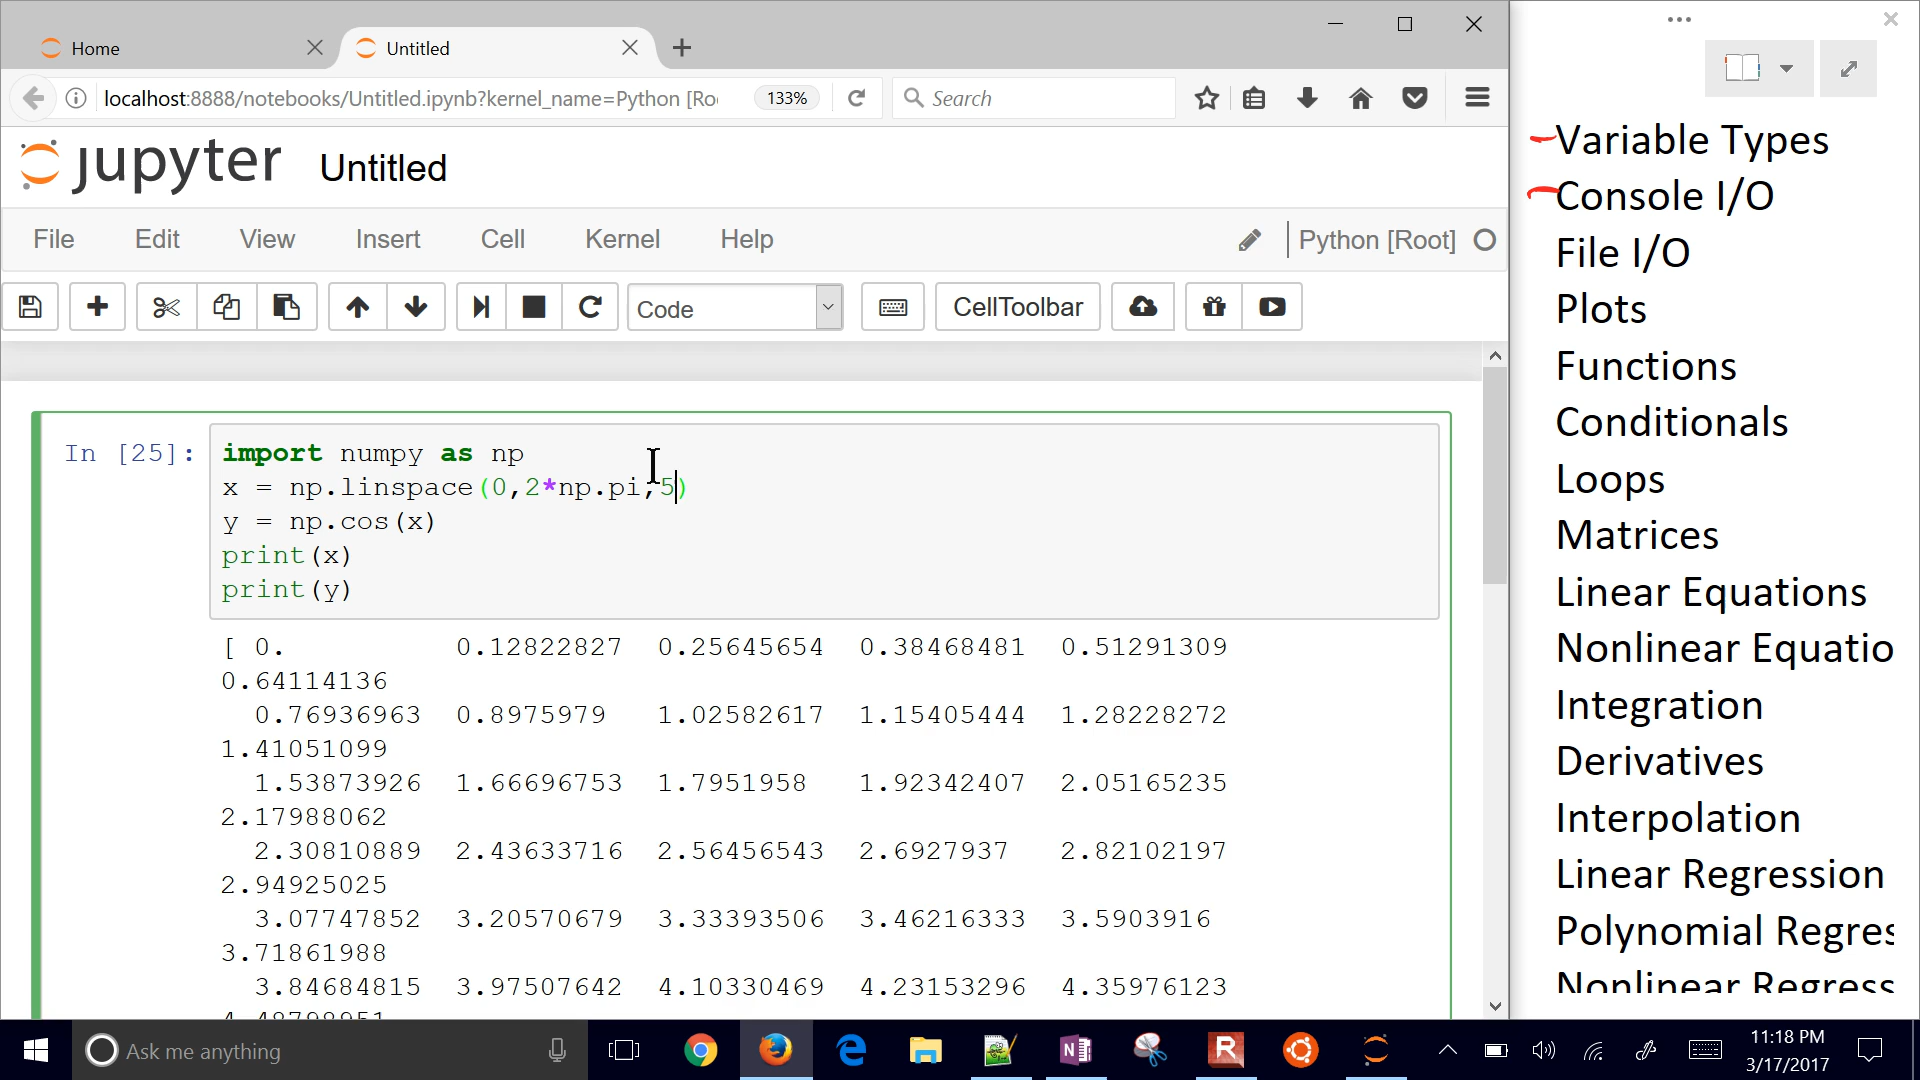 Home
Untitled
localhost:8888/notebooks/Untitled.ipynb?kernel_name=Python [Ro
133%
Search
jupyter Untitled
File Edit View Insert Cell Kernel Help
Python [Root]
Code
CellToolbar
In [25]:
import numpy as np
x = np.linspace(0,2*np.pi,5)
y = np.cos(x)
print(x)
print(y)
[ 0. 0.12822827 0.25645654 0.38468481 0.51291309
0.64114136
0.76936963 0.8975979 1.02582617 1.15405444 1.28228272
1.41051099
1.53873926 1.66696753 1.7951958 1.92342407 2.05165235
2.17988062
2.30810889 2.43633716 2.56456543 2.6927937 2.82102197
2.94925025
3.07747852 3.20570679 3.33393506 3.46216333 3.5903916
3.71861988
3.84684815 3.97507642 4.10330469 4.23153296 4.35976123
4.48798951
Variable Types
Console I/O
File I/O
Plots
Functions
Conditionals
Loops
Matrices
Linear Equations
Nonlinear Equatio
Integration
Derivatives
Interpolation
Linear Regression
Polynomial Regres
Nonlinear Regress
Ask me anything
11:18 PM
3/17/2017